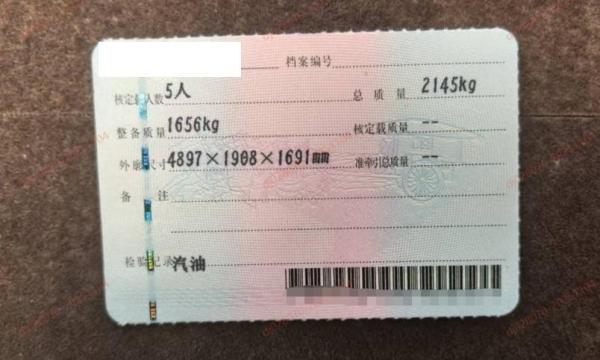 档案编号
核定载人数 5人 总质量 2145kg
整备质量 1656kg 核定载质量 --
外廓尺寸 4897×1908×1691mm 准牵引总质量 --
备注
检验记录 汽油